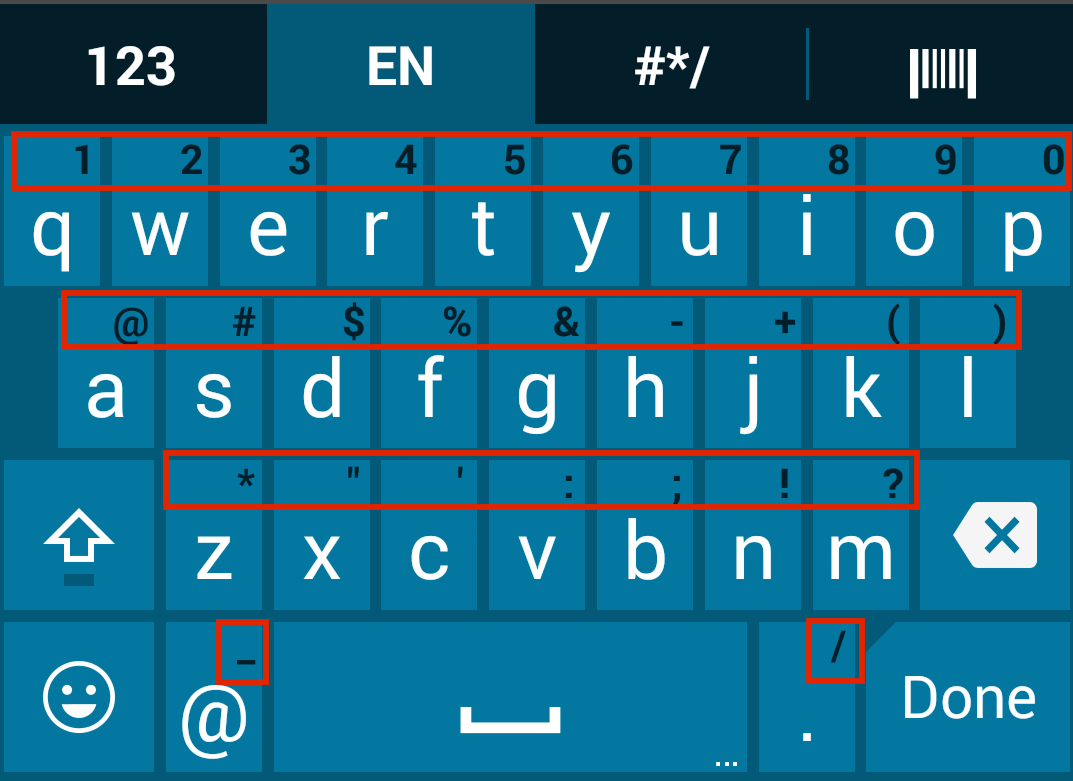 123 EN #*/
1 2 3 4 5 6 7 8 9 0
q w e r t y u i o p
@ # $ % & - + ( )
a s d f g h j k l
* " ' : ; ! ?
z x c v b n m
_ /
@ ... . Done